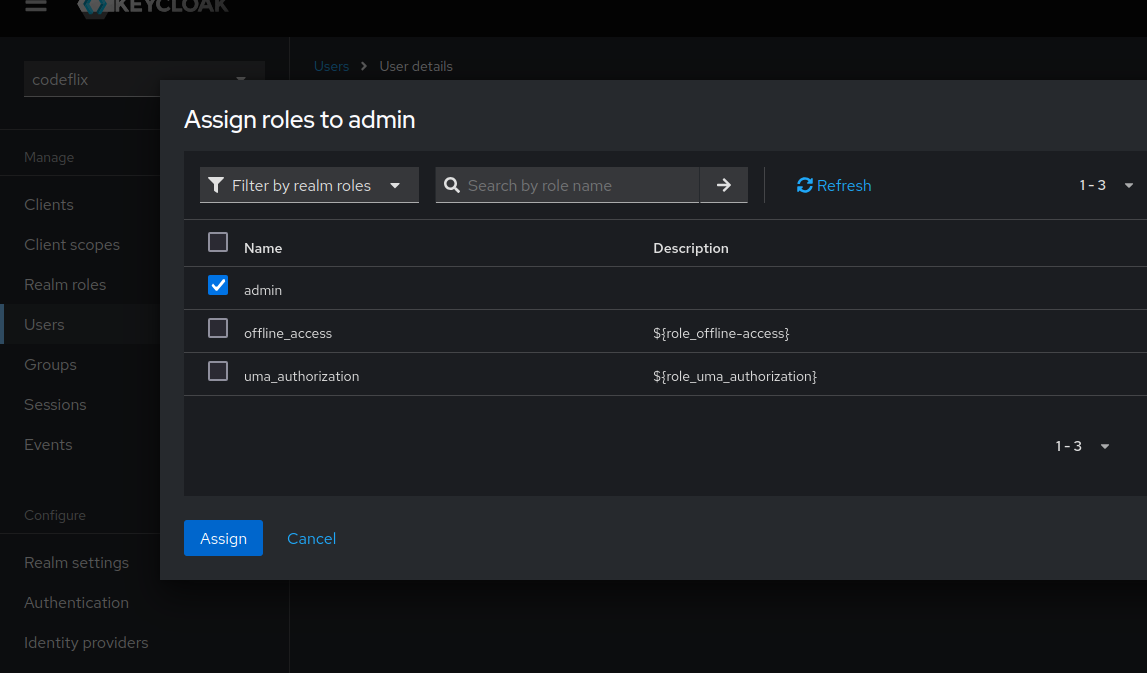 KEYCLOAK
codeflix
Users
User details
Manage
Clients
Client scopes
Realm roles
Users
Groups
Sessions
Events
Configure
Realm settings
Authentication
Identity providers
Assign roles to admin
Filter by realm roles
Search by role name
Refresh
1 - 3
Name Description
admin
offline_access ${role_offline-access}
uma_authorization ${role_uma_authorization}
1 - 3
Assign Cancel